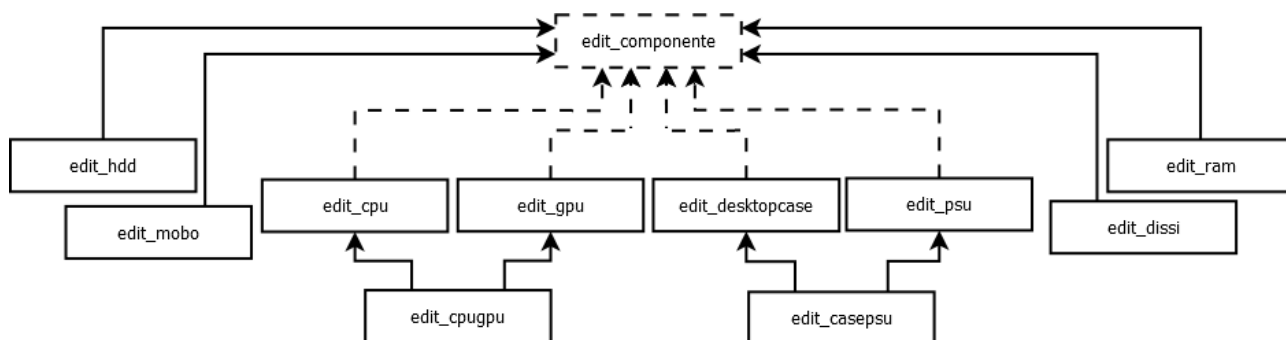 edit_componente
edit_hdd
edit_ram
edit_cpu
edit_gpu
edit_desktopcase
edit_psu
edit_mobo
edit_dissi
edit_cpugpu
edit_casepsu